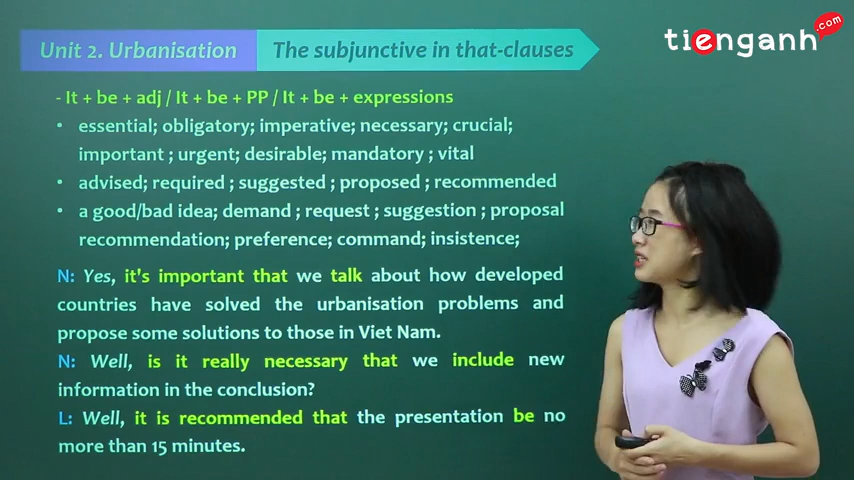 Unit 2. Urbanisation The subjunctive in that-clauses
tienganh.com
- It + be + adj / It + be + PP / It + be + expressions
• essential; obligatory; imperative; necessary; crucial;
important ; urgent; desirable; mandatory ; vital
• advised; required ; suggested ; proposed ; recommended
• a good/bad idea; demand ; request ; suggestion ; proposal
recommendation; preference; command; insistence;
N: Yes, it's important that we talk about how developed
countries have solved the urbanisation problems and
propose some solutions to those in Viet Nam.
N: Well, is it really necessary that we include new
information in the conclusion?
L: Well, it is recommended that the presentation be no
more than 15 minutes.